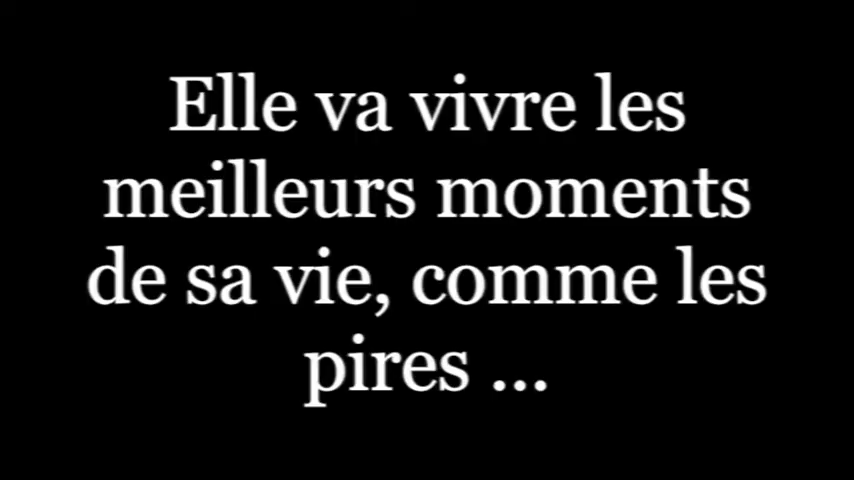 Elle va vivre les
meilleurs moments
de sa vie, comme les
pires ...